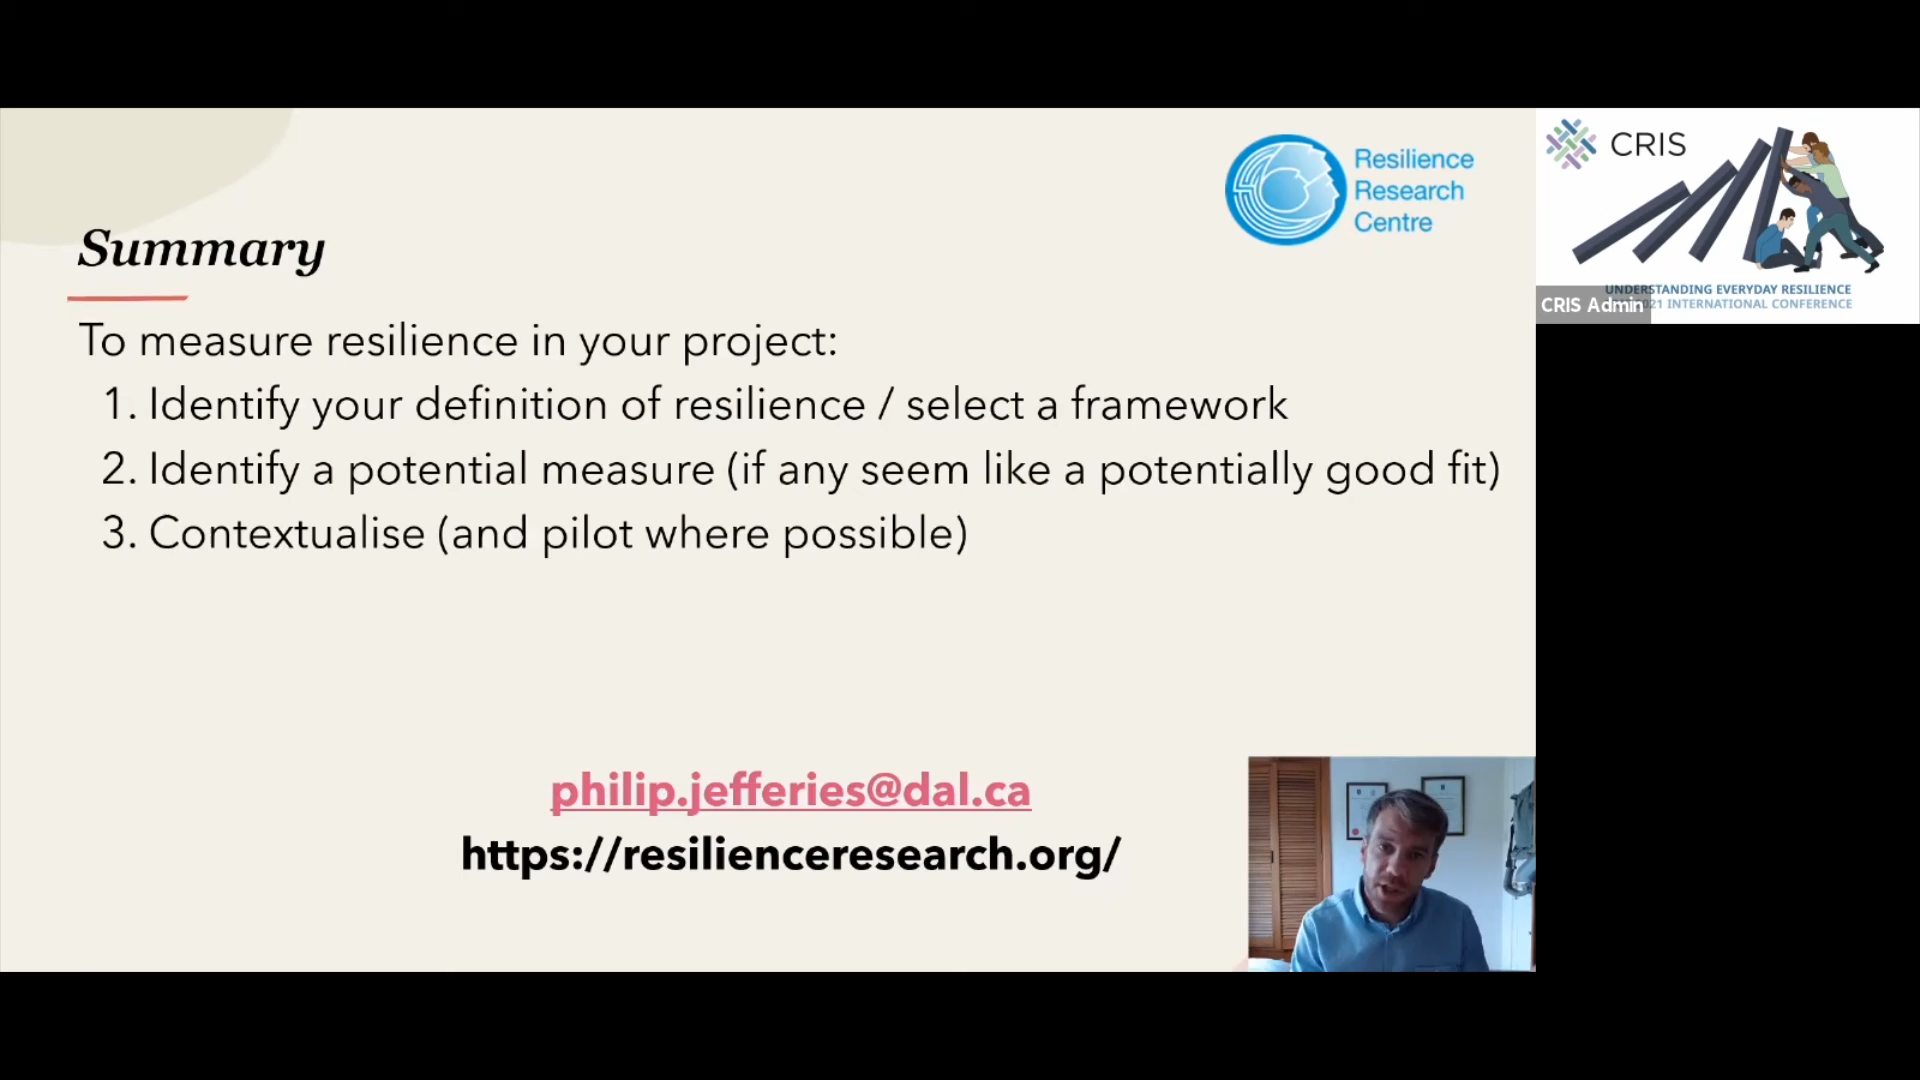 Resilience
Research
Centre
CRIS
UNDERSTANDING EVERYDAY RESILIENCE
INTERNATIONAL CONFERENCE
CRIS Admin
Summary
To measure resilience in your project:
1. Identify your definition of resilience / select a framework
2. Identify a potential measure (if any seem like a potentially good fit)
3. Contextualise (and pilot where possible)
philip.jefferies@dal.ca
https://resilienceresearch.org/